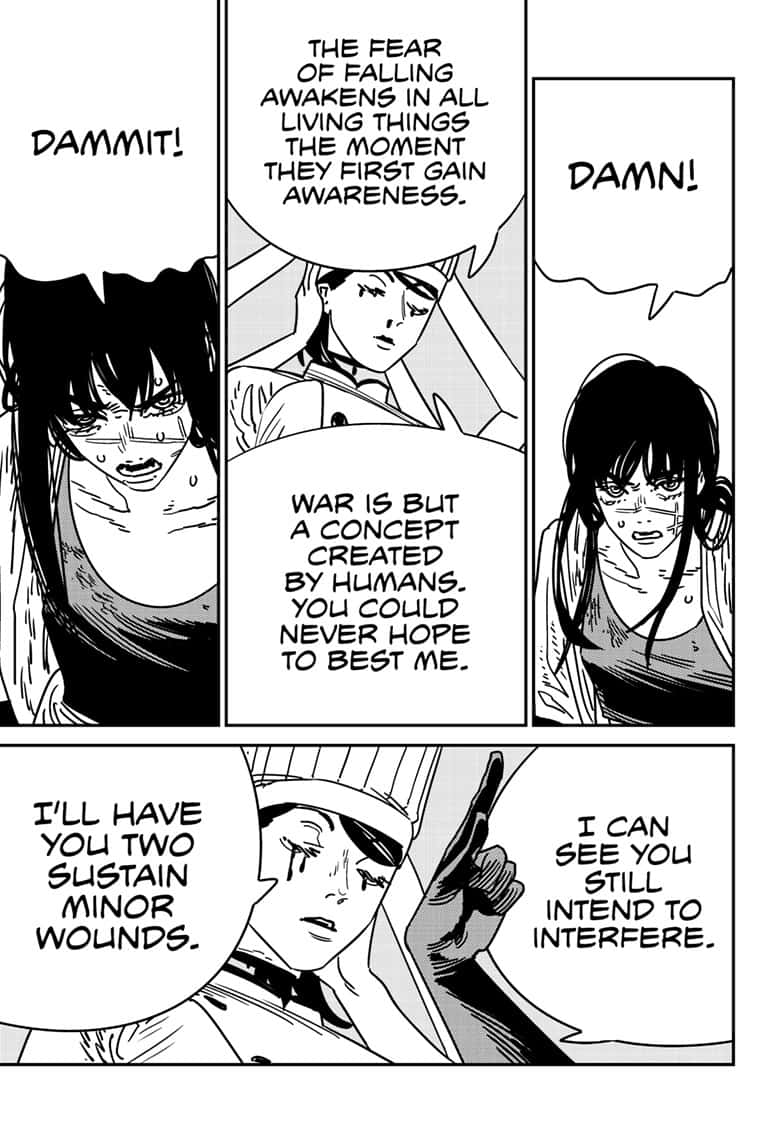 DAMN!
THE FEAR
OF FALLING
AWAKENS IN ALL
LIVING THINGS
THE MOMENT
THEY FIRST GAIN
AWARENESS.
WAR IS BUT
A CONCEPT
CREATED
BY HUMANS.
YOU COULD
NEVER HOPE
TO BEST ME.
DAMMIT!
I CAN
SEE YOU
STILL
INTEND TO
INTERFERE.
I'LL HAVE
YOU TWO
SUSTAIN
MINOR
WOUNDS.